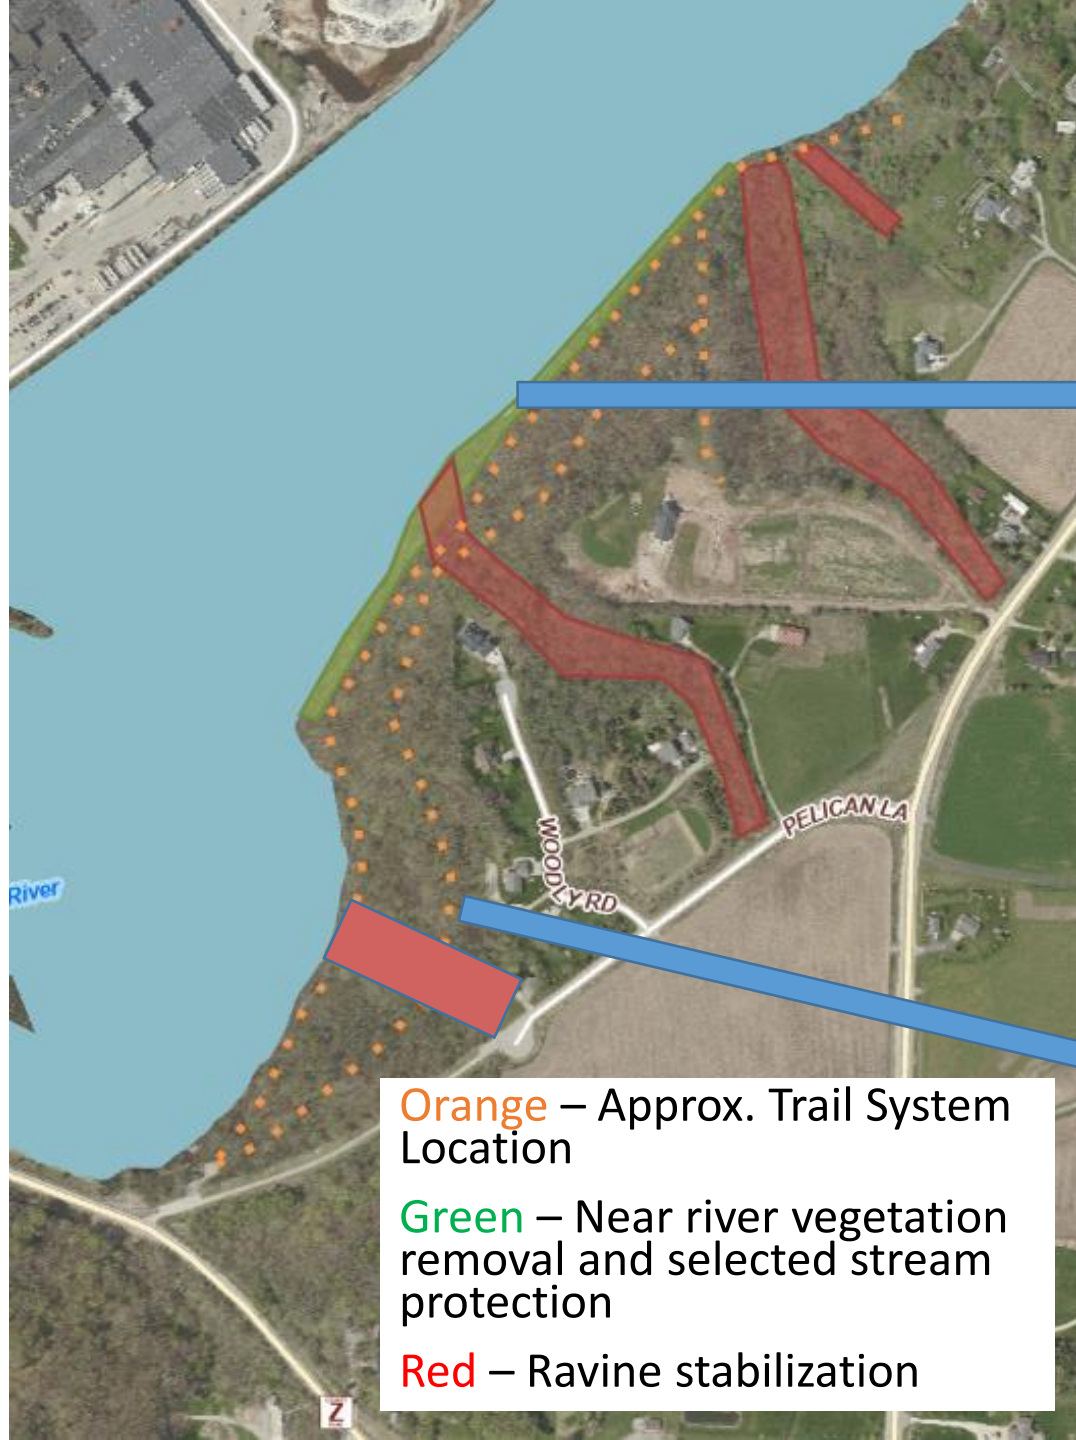 PELICAN LA
WOODLY RD
River
Orange – Approx. Trail System
Location
Green – Near river vegetation
removal and selected stream
protection
Red – Ravine stabilization
Z